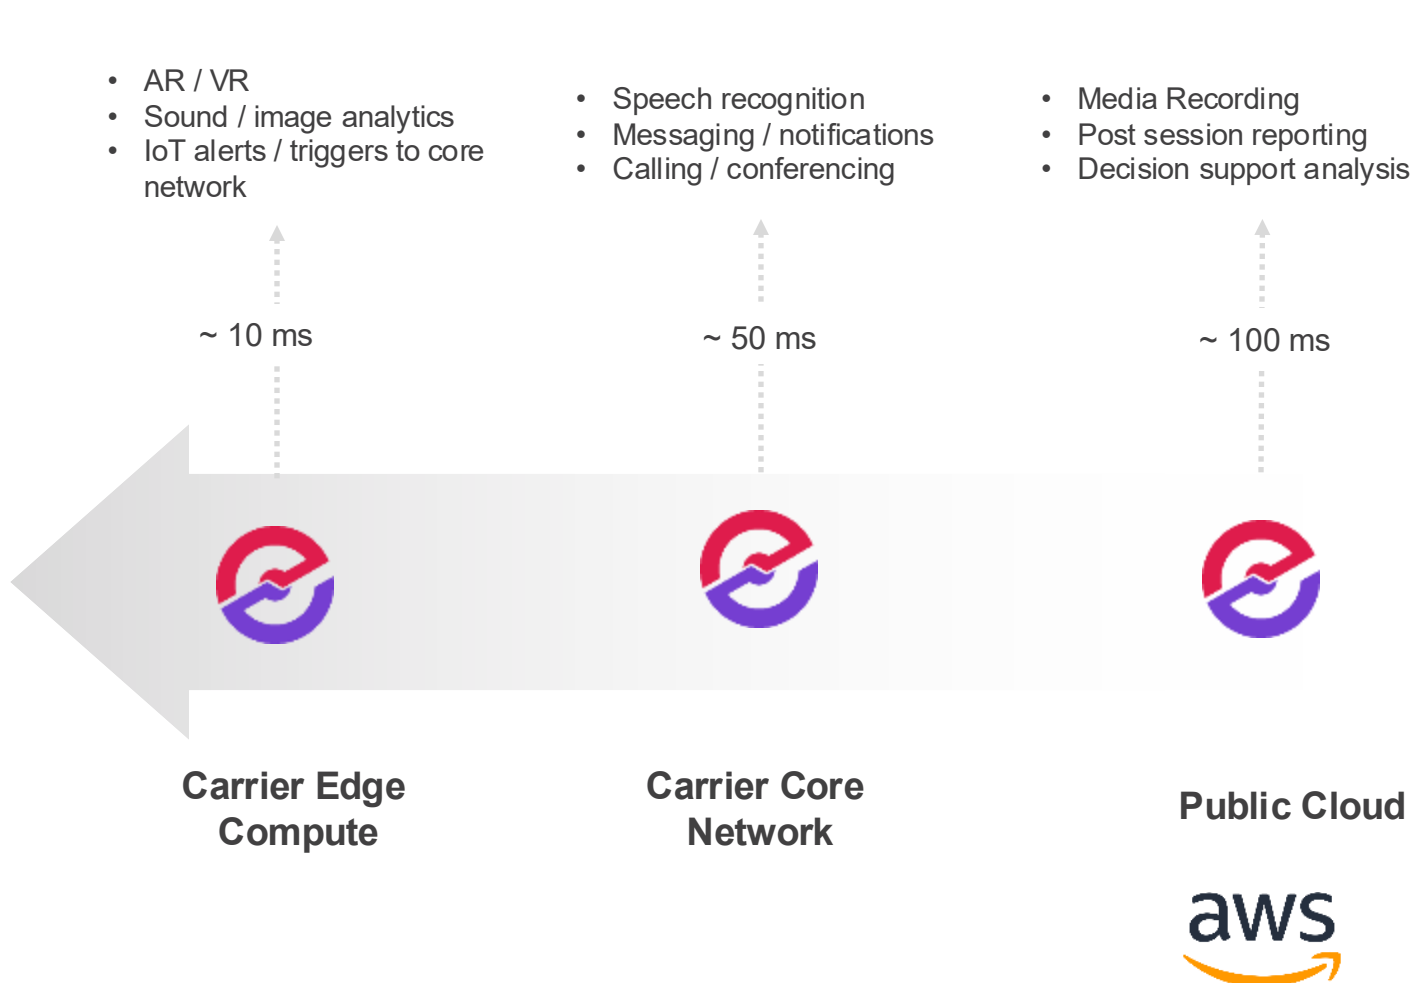 • AR / VR
• Sound / image analytics
• IoT alerts / triggers to core
network
• Speech recognition
• Messaging / notifications
• Calling / conferencing
• Media Recording
• Post session reporting
• Decision support analysis
~ 10 ms
~ 50 ms
~ 100 ms
Carrier Edge
Compute
Carrier Core
Network
Public Cloud
aws